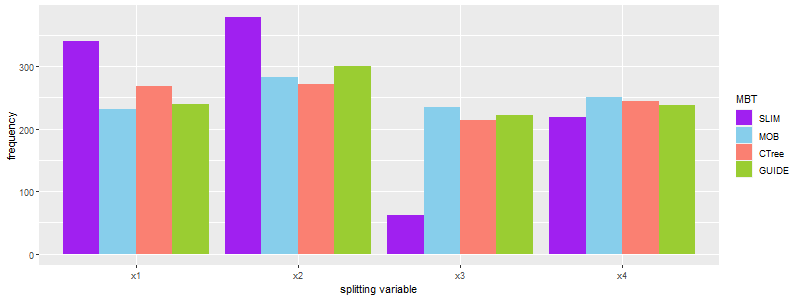 frequency
300
200
100
0
x1
x2
x3
x4
splitting variable
MBT
SLIM
MOB
CTree
GUIDE